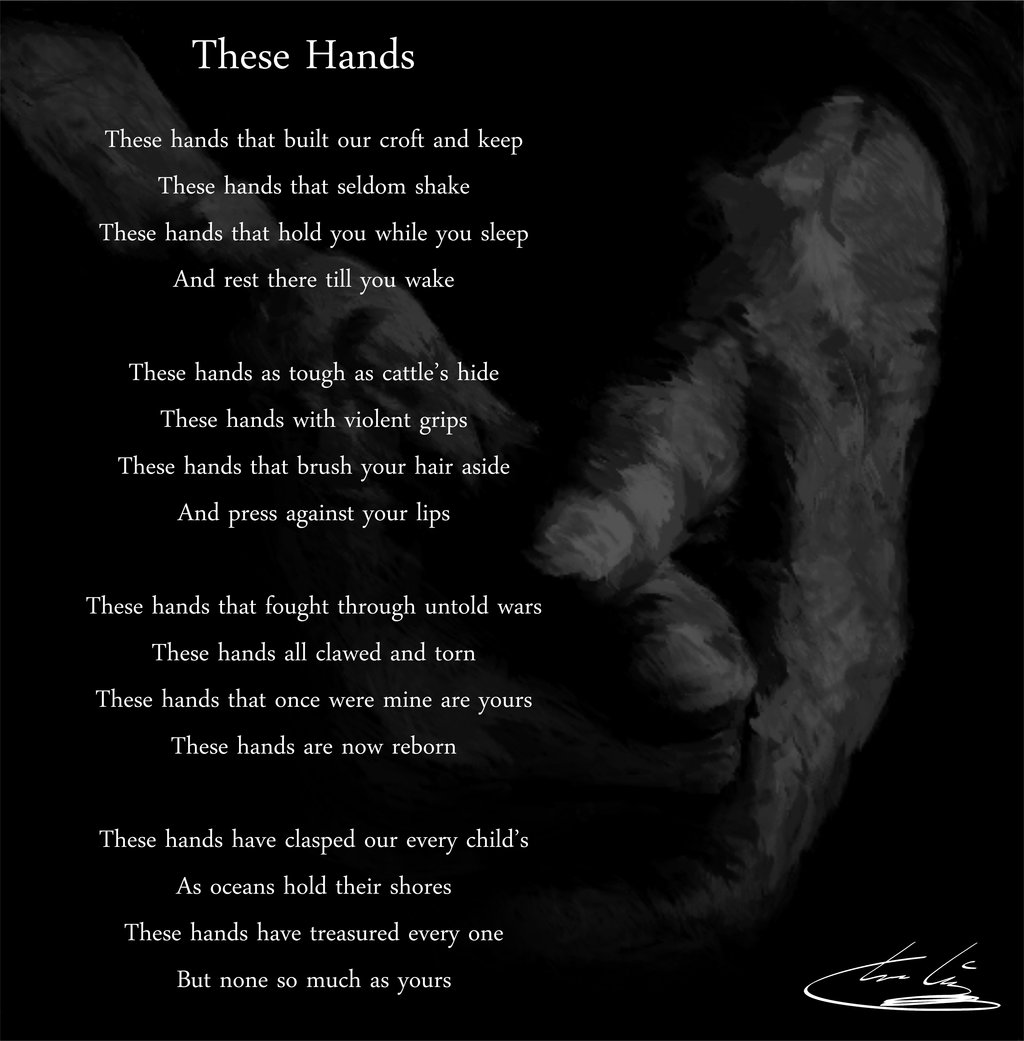 These Hands
These hands that built our croft and keep
These hands that seldom shake
These hands that hold you while you sleep
And rest there till you wake
These hands as tough as cattle’s hide
These hands with violent grips
These hands that brush your hair aside
And press against your lips
These hands that fought through untold wars
These hands all clawed and torn
These hands that once were mine are yours
These hands are now reborn
These hands have clasped our every child’s
As oceans hold their shores
These hands have treasured every one
But none so much as yours